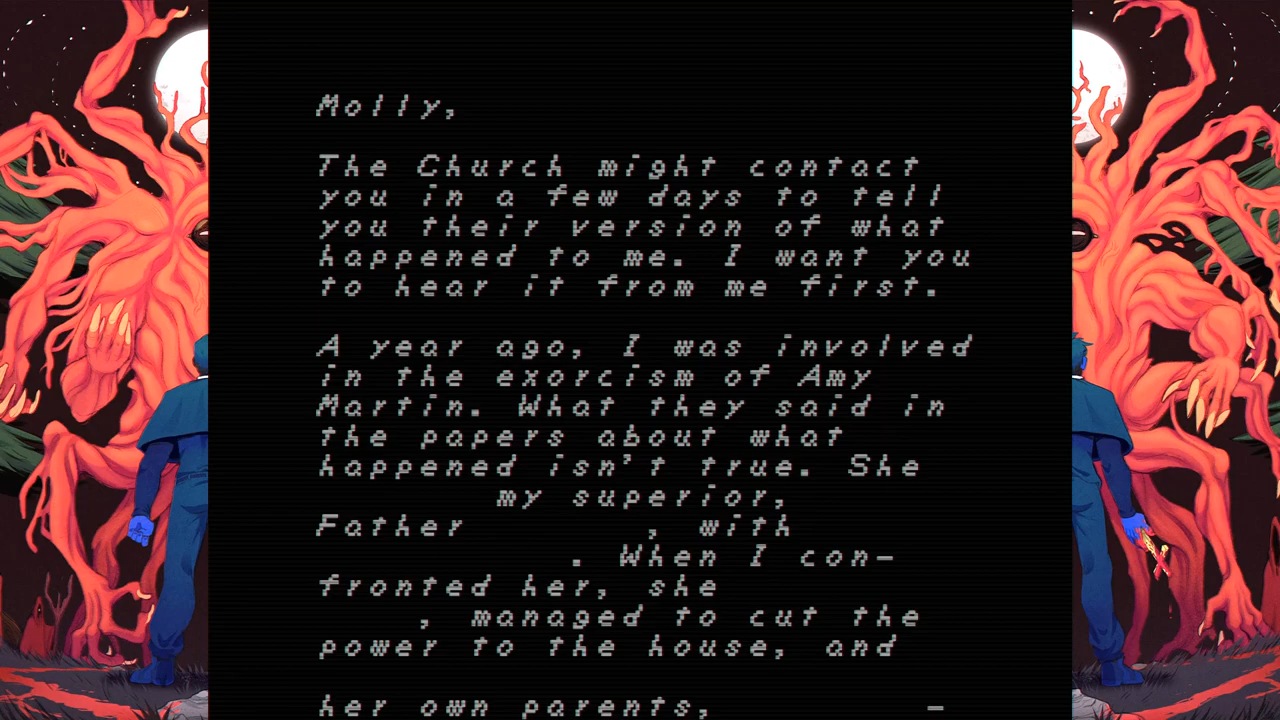 Molly,
The Church might contact
you in a few days to tell
you their version of what
happened to me. I want you
to hear it from me first.
A year ago, I was involved
in the exorcism of Amy
Martin. What they said in
the papers about what
happened isn't true. She
my superior,
Father , with
. When I con-
fronted her, she
, managed to cut the
power to the house, and
her own parents, -